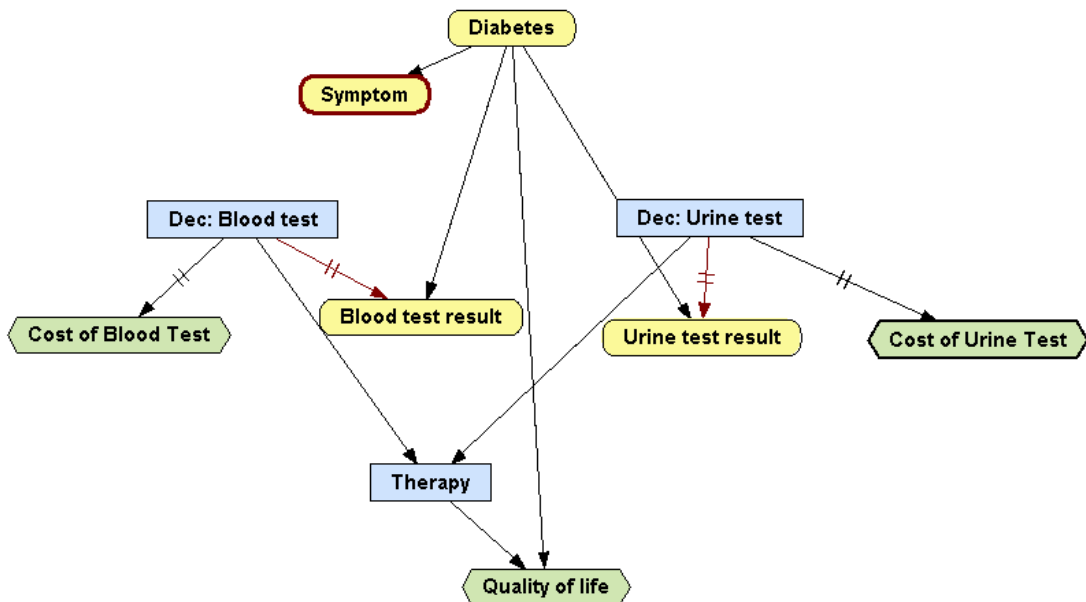 Diabetes
Symptom
Dec: Blood test
Dec: Urine test
Blood test result
Cost of Blood Test
Urine test result
Cost of Urine Test
Therapy
Quality of life